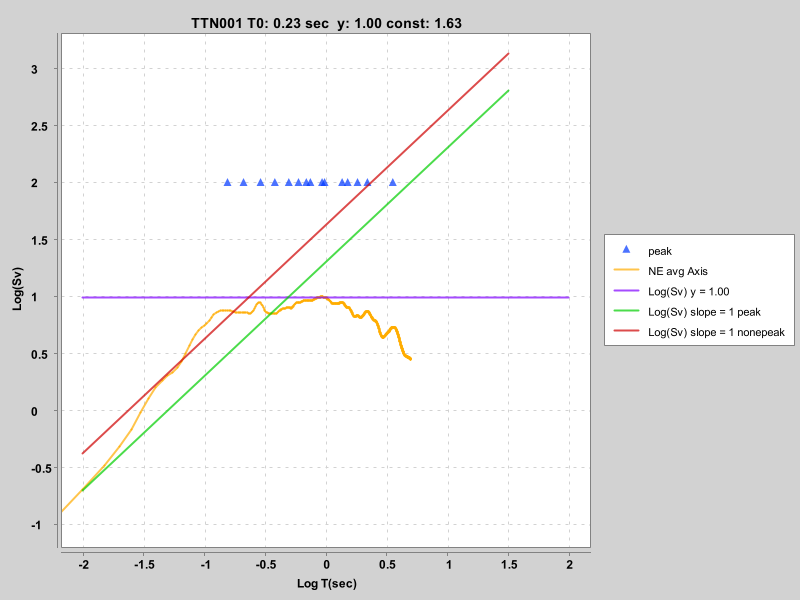 TTN001 T0: 0.23 sec y: 1.00 const: 1.63
3
2.5
2
1.5
1
0.5
0
-0.5
-1
Log(Sv)
-2
-1.5
-1
-0.5
0
0.5
1
1.5
2
Log T(sec)
peak
NE avg Axis
Log(Sv) y = 1.00
Log(Sv) slope = 1 peak
Log(Sv) slope = 1 nonepeak